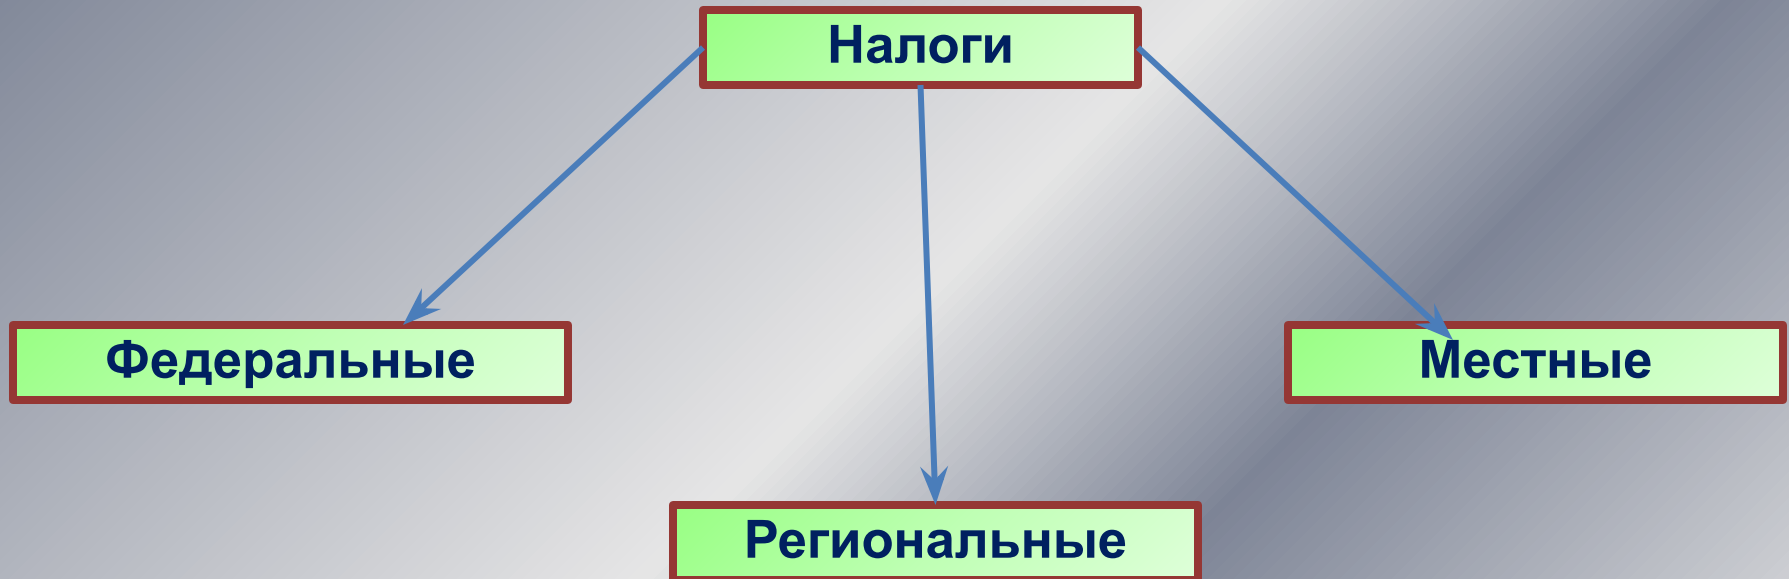 Налоги
Федеральные
Местные
Региональные